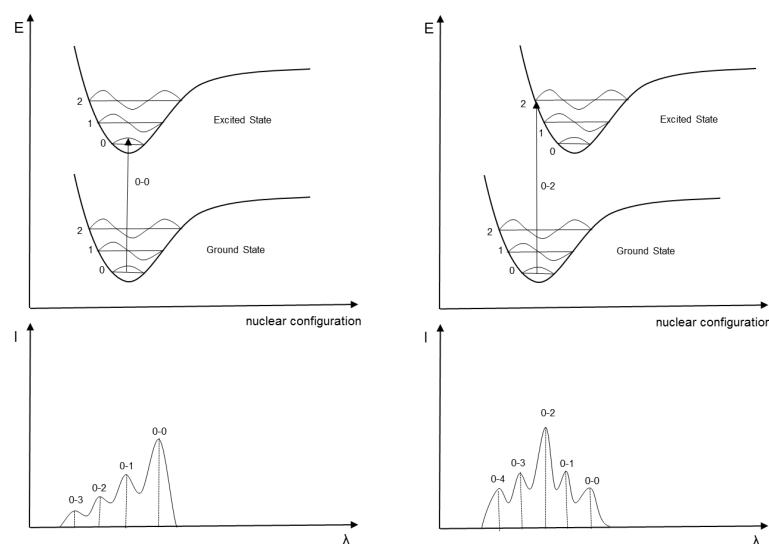 E
2
1
0
Excited State
0-0
2
1
0
Ground State
nuclear configuration
E
2
1
0
Excited State
0-2
2
1
0
Ground State
nuclear configuration
I
0-0
0-1
0-2
0-3
λ
I
0-2
0-3
0-1
0-4
0-0
λ